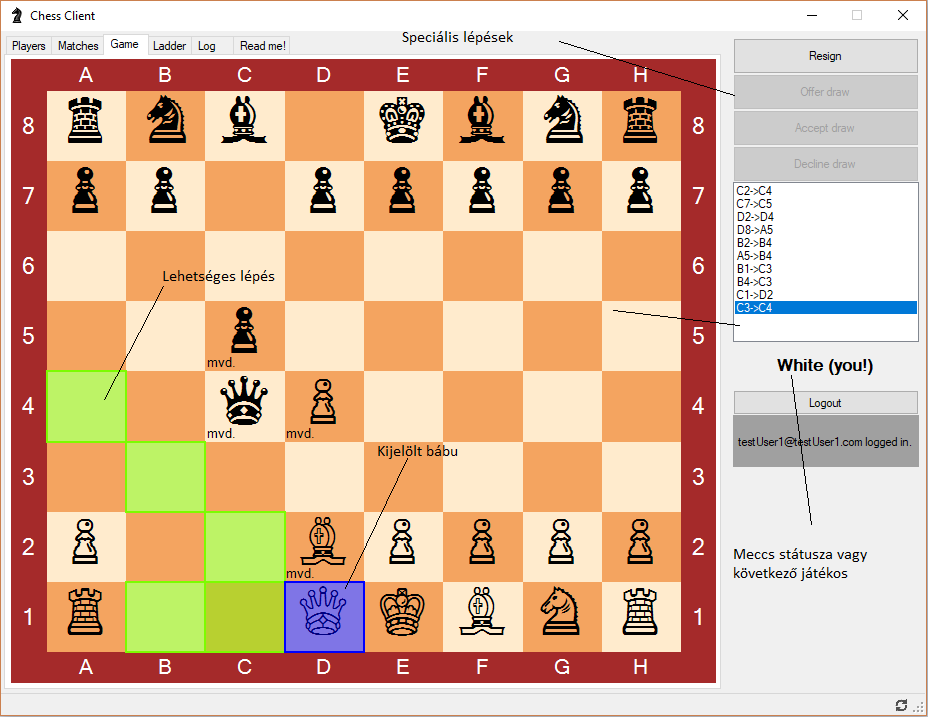 Chess Client
Players Matches Game Ladder Log Read me!
Speciális lépések
A B C D E F G H
8 8
7 7
6 6
Lehetséges lépés
5 5
mvd.
4 4
mvd. mvd.
Kijelölt bábu
3 3
2 2
mvd.
1 1
A B C D E F G H
Resign
Offer draw
Accept draw
Decline draw
C2->C4
C7->C5
D2->D4
D8->A5
B2->B4
A5->B4
B1->C3
B4->C3
C1->D2
C3->C4
White (you!)
Logout
testUser1@testUser1.com logged in.
Meccs státusza vagy
következő játékos